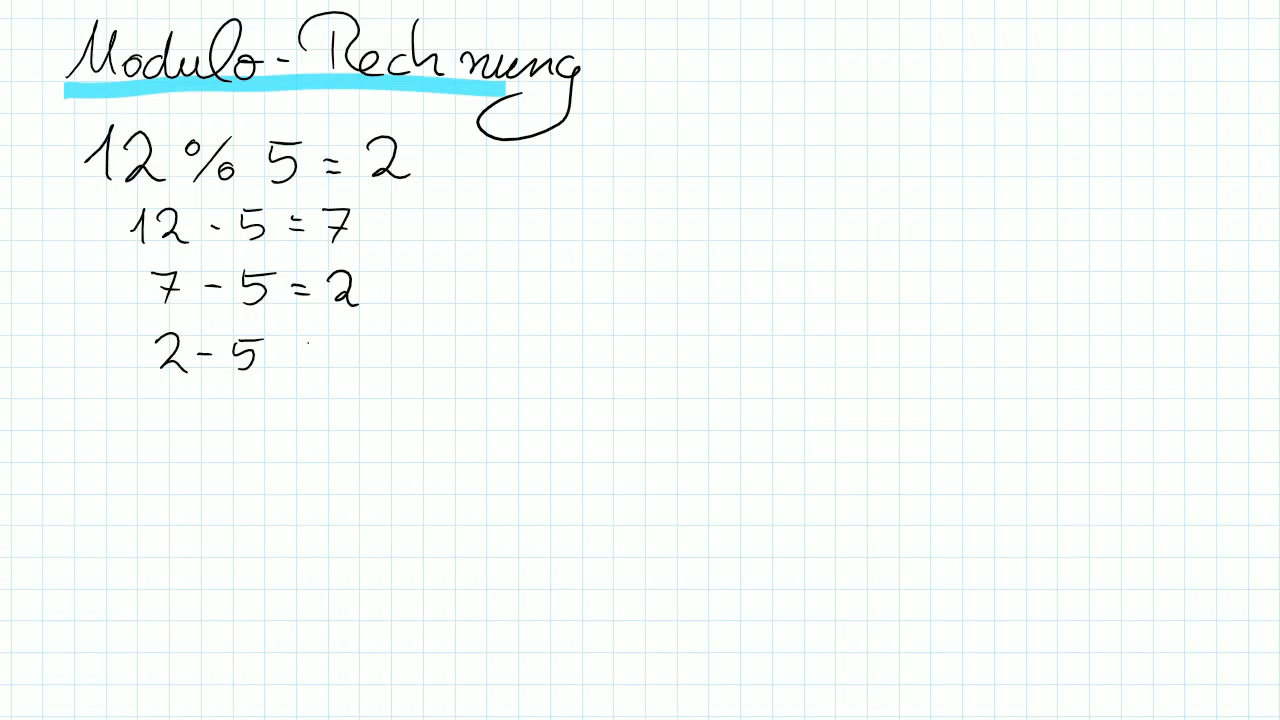 Modulo-Rechnung
12 % 5 = 2
12 - 5 = 7
7 - 5 = 2
2 - 5